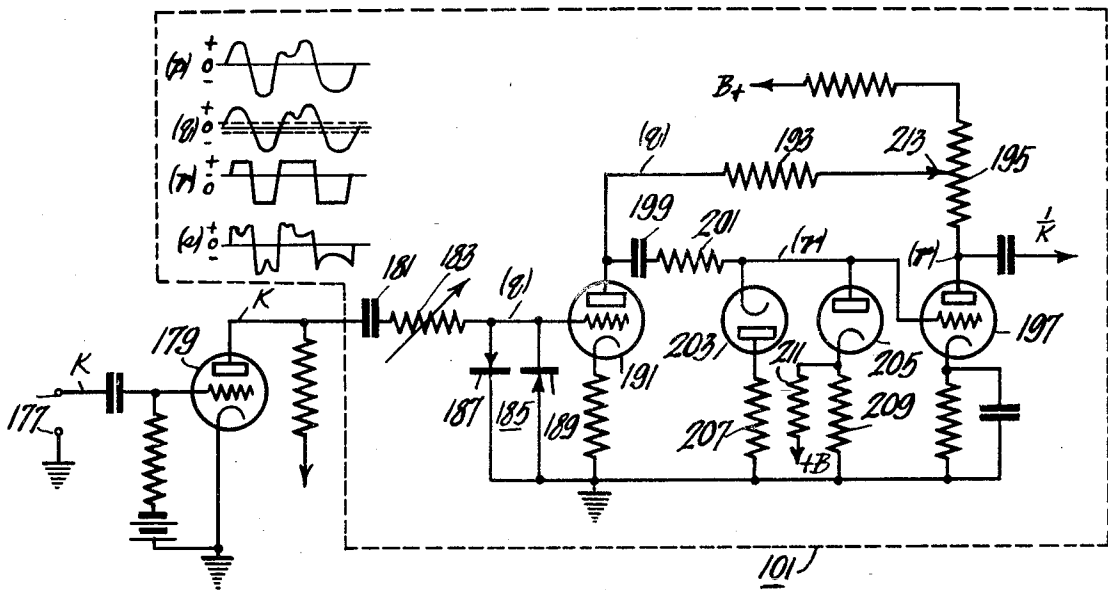 (p) + 0 -
(q) + 0 -
(r) + 0
(s) + 0 -
B+
(q)
193
213
195
199
201
(r)
(r)
1/K
181
183
(q)
K
179
K
177
187
185
189
191
203
211
205
197
207
209
+B
101